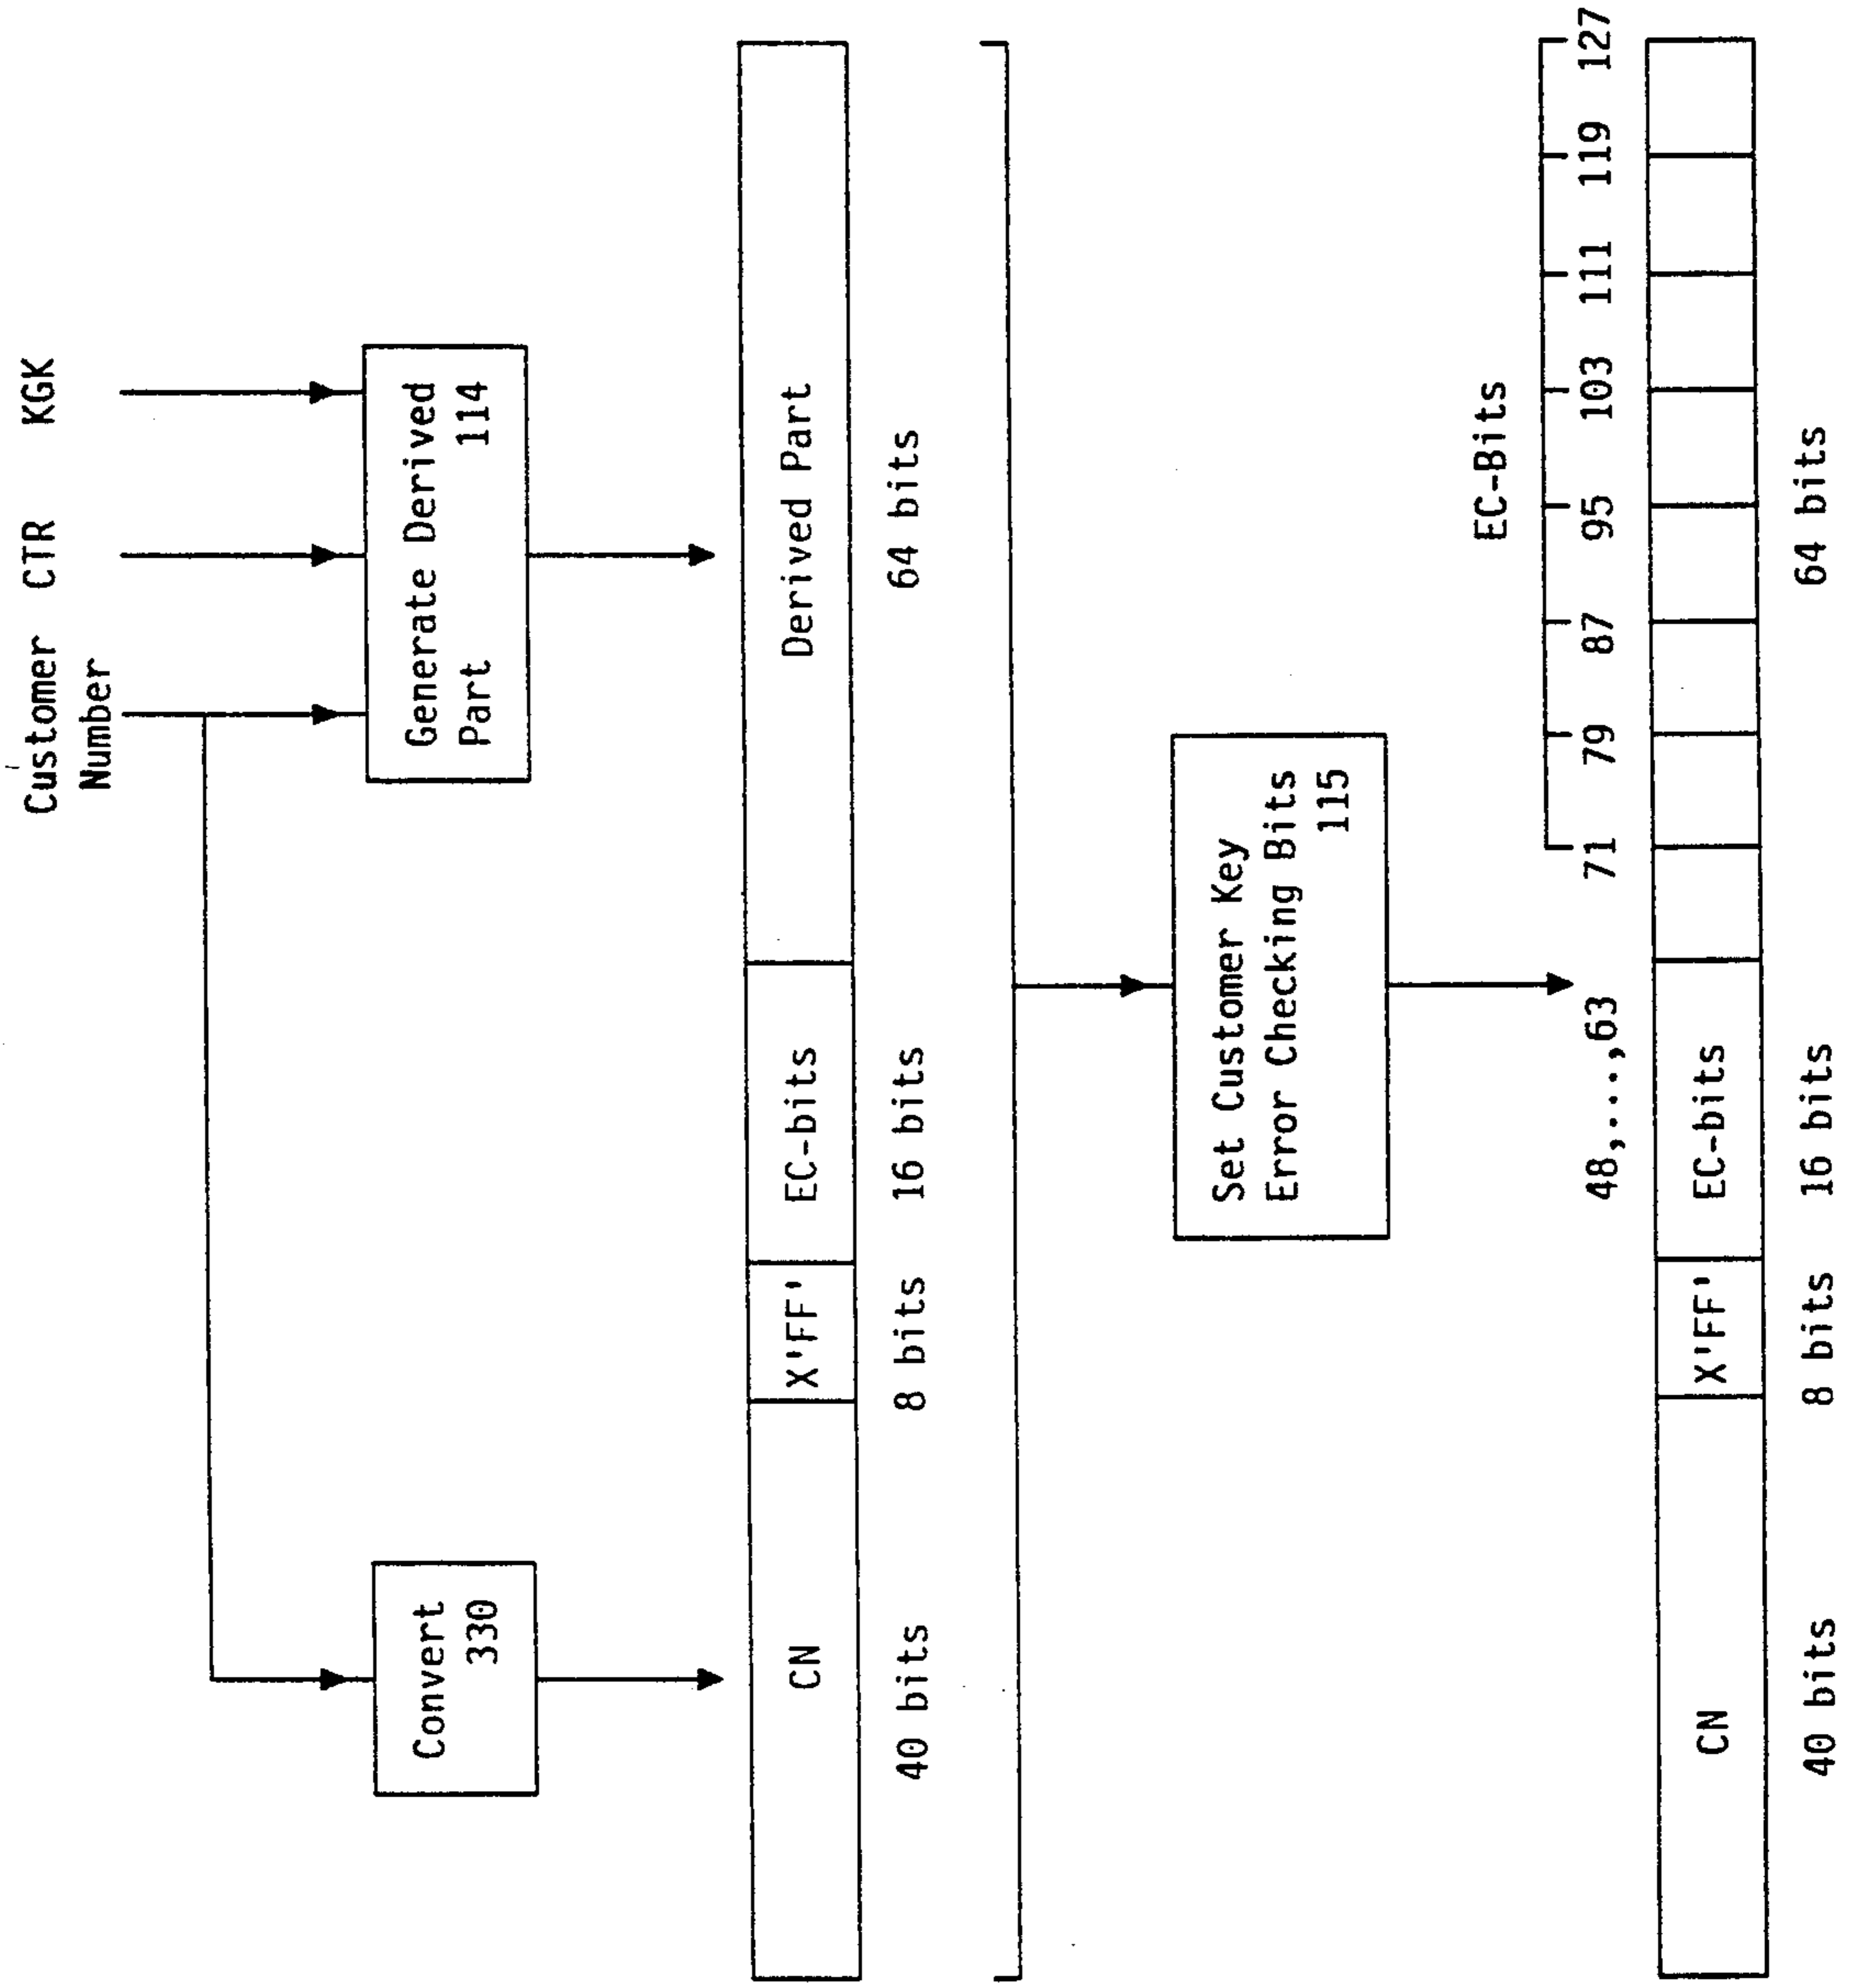 Customer
Number
CTR
KGK
Convert
330
Generate Derived
Part 114
CN
X'FF'
EC-bits
Derived Part
40 bits
8 bits
16 bits
64 bits
Set Customer Key
Error Checking Bits
115
EC-Bits
48,...,63
71
79
87
95
103
111
119
127
CN
X'FF'
EC-bits
40 bits
8 bits
16 bits
64 bits